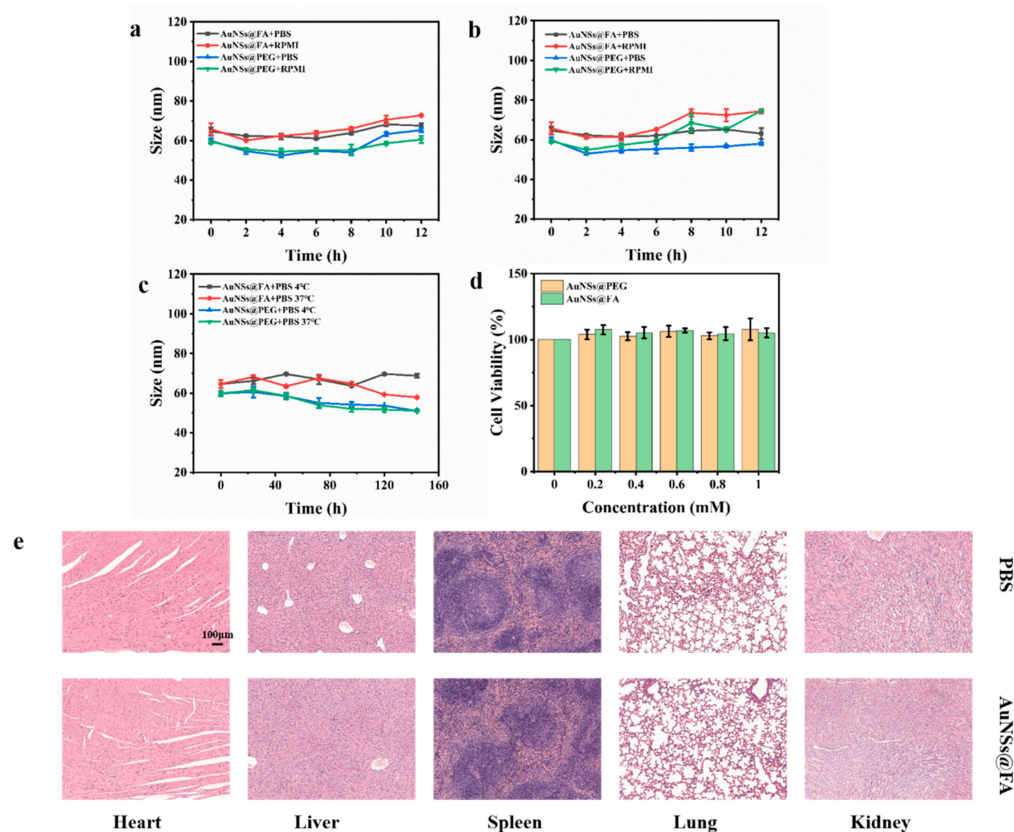 a
AuNSs@FA+PBS
AuNSs@FA+RPMI
AuNSs@PEG+PBS
AuNSs@PEG+RPMI
Size (nm)
120
100
80
60
40
20
0 2 4 6 8 10 12
Time (h)
b
AuNSs@FA+PBS
AuNSs@FA+RPMI
AuNSs@PEG+PBS
AuNSs@PEG+RPMI
Size (nm)
120
100
80
60
40
20
0 2 4 6 8 10 12
Time (h)
c
AuNSs@FA+PBS 4°C
AuNSs@FA+PBS 37°C
AuNSs@PEG+PBS 4°C
AuNSs@PEG+PBS 37°C
Size (nm)
120
100
80
60
40
20
0 40 80 120 160
Time (h)
d
AuNSs@PEG
AuNSs@FA
Cell Viability (%)
150
100
50
0
0 0.2 0.4 0.6 0.8 1
Concentration (mM)
e
100μm
PBS
AuNSs@FA
Heart Liver Spleen Lung Kidney